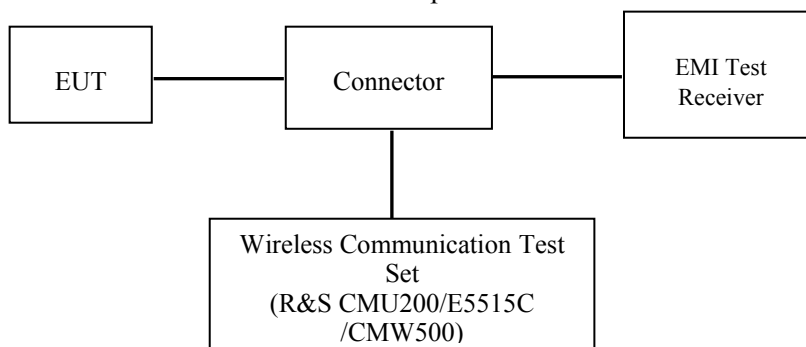 EUT
Connector
EMI Test
Receiver
Wireless Communication Test
Set
(R&S CMU200/E5515C
/CMW500)